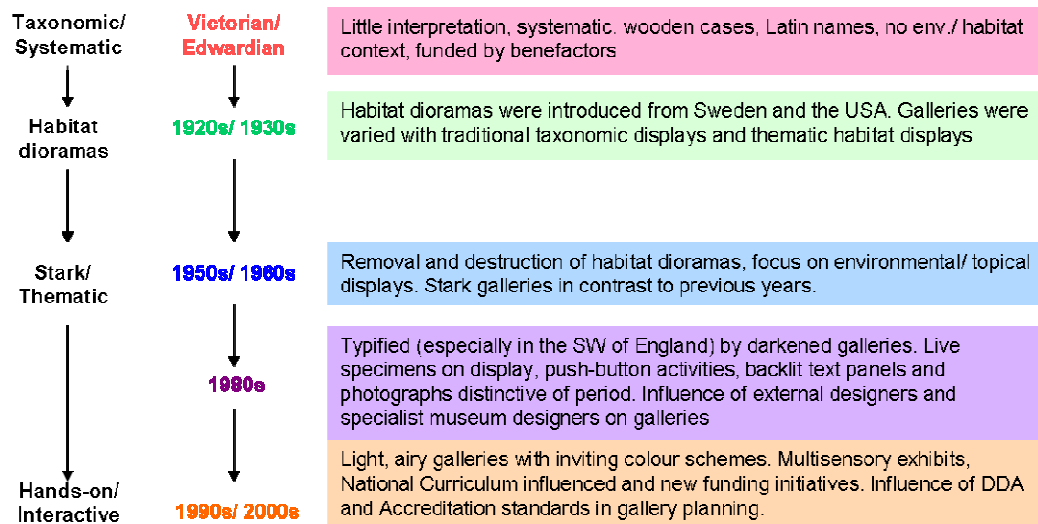 Taxonomic/
Systematic
Victorian/
Edwardian
Little interpretation, systematic. wooden cases, Latin names, no env./ habitat
context, funded by benefactors
Habitat
dioramas
1920s/ 1930s
Habitat dioramas were introduced from Sweden and the USA. Galleries were
varied with traditional taxonomic displays and thematic habitat displays
Stark/
Thematic
1950s/ 1960s
Removal and destruction of habitat dioramas, focus on environmental/ topical
displays. Stark galleries in contrast to previous years.
1980s
Typified (especially in the SW of England) by darkened galleries. Live
specimens on display, push-button activities, backlit text panels and
photographs distinctive of period. Influence of external designers and
specialist museum designers on galleries
Hands-on/
Interactive
1990s/ 2000s
Light, airy galleries with inviting colour schemes. Multisensory exhibits,
National Curriculum influenced and new funding initiatives. Influence of DDA
and Accreditation standards in gallery planning.